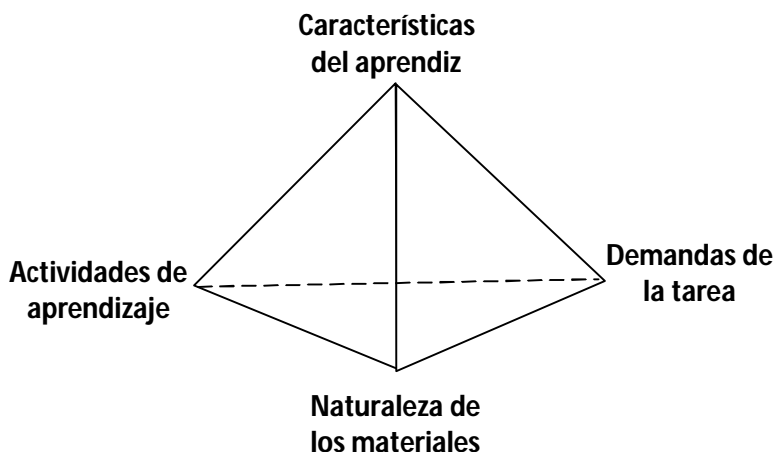 Características
del aprendiz
Actividades de
aprendizaje
Demandas de
la tarea
Naturaleza de
los materiales